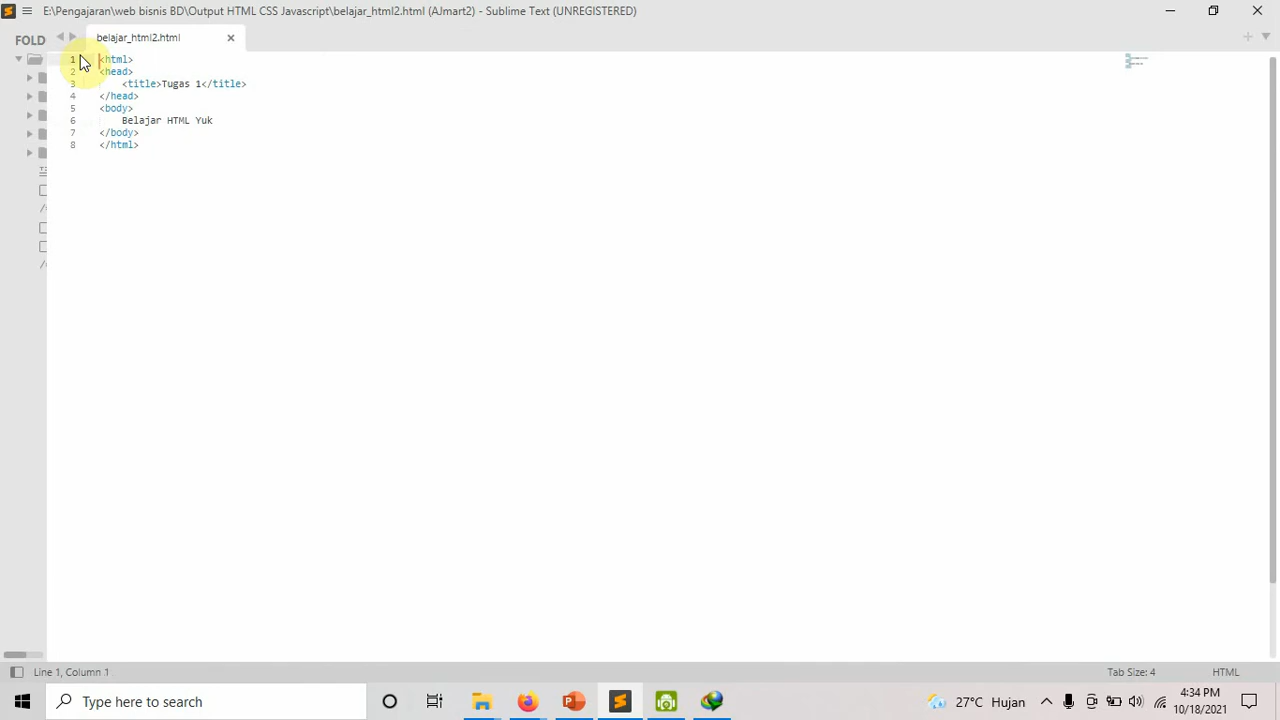 E:\Pengajaran\web bisnis BD\Output HTML CSS Javascript\belajar_html2.html (AJmart2) - Sublime Text (UNREGISTERED)
FOLD
belajar_html2.html
1 <html>
2 <head>
3 <title>Tugas 1</title>
4 </head>
5 <body>
6 Belajar HTML Yuk
7 </body>
8 </html>
Line 1, Column 1
Tab Size: 4
HTML
Type here to search
27°C Hujan
4:34 PM
10/18/2021